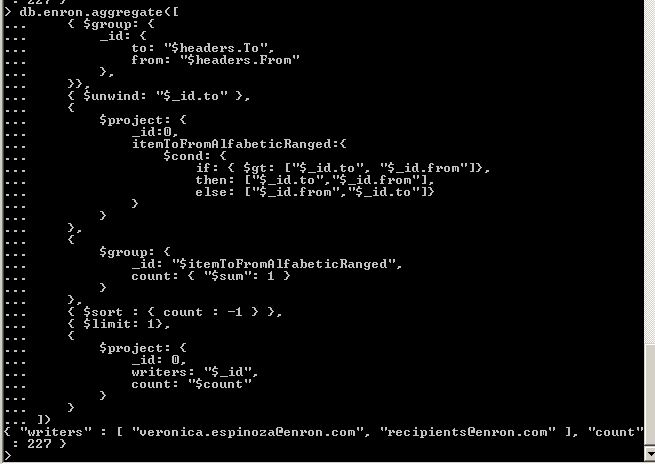 : 227 }
> db.enron.aggregate([
...     { $group: {
...         _id: {
...             to: "$headers.To",
...             from: "$headers.From"
...         },
...     }},
...     { $unwind: "$_id.to" },
...     {
...         $project: {
...             _id:0,
...             itemToFromAlfabeticRanged:{
...                 $cond: {
...                     if: { $gt: ["$_id.to", "$_id.from"]},
...                     then: ["$_id.to","$_id.from"],
...                     else: ["$_id.from","$_id.to"]}
...             }
...         }
...     },
...     {
...         $group: {
...             _id: "$itemToFromAlfabeticRanged",
...             count: { "$sum": 1 }
...         }
...     },
...     { $sort : { count : -1 } },
...     { $limit: 1},
...     {
...         $project: {
...             _id: 0,
...             writers: "$_id",
...             count: "$count"
...         }
...     }
... ])
{ "writers" : [ "veronica.espinoza@enron.com", "recipients@enron.com" ], "count"
 : 227 }
>